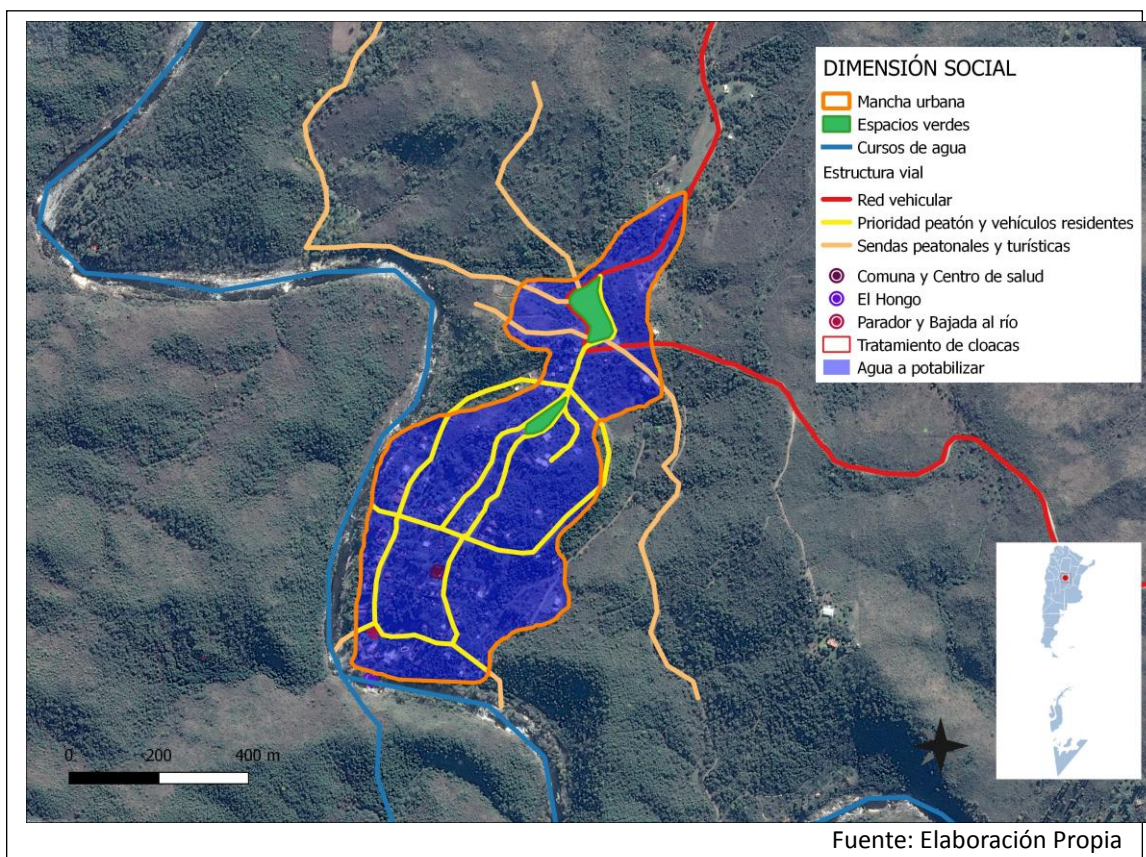 DIMENSIÓN SOCIAL
Mancha urbana
Espacios verdes
Cursos de agua
Estructura vial
Red vehicular
Prioridad peatón y vehículos residentes
Sendas peatonales y turísticas
Comuna y Centro de salud
El Hongo
Parador y Bajada al río
Tratamiento de cloacas
Agua a potabilizar
0 200 400 m
Fuente: Elaboración Propia